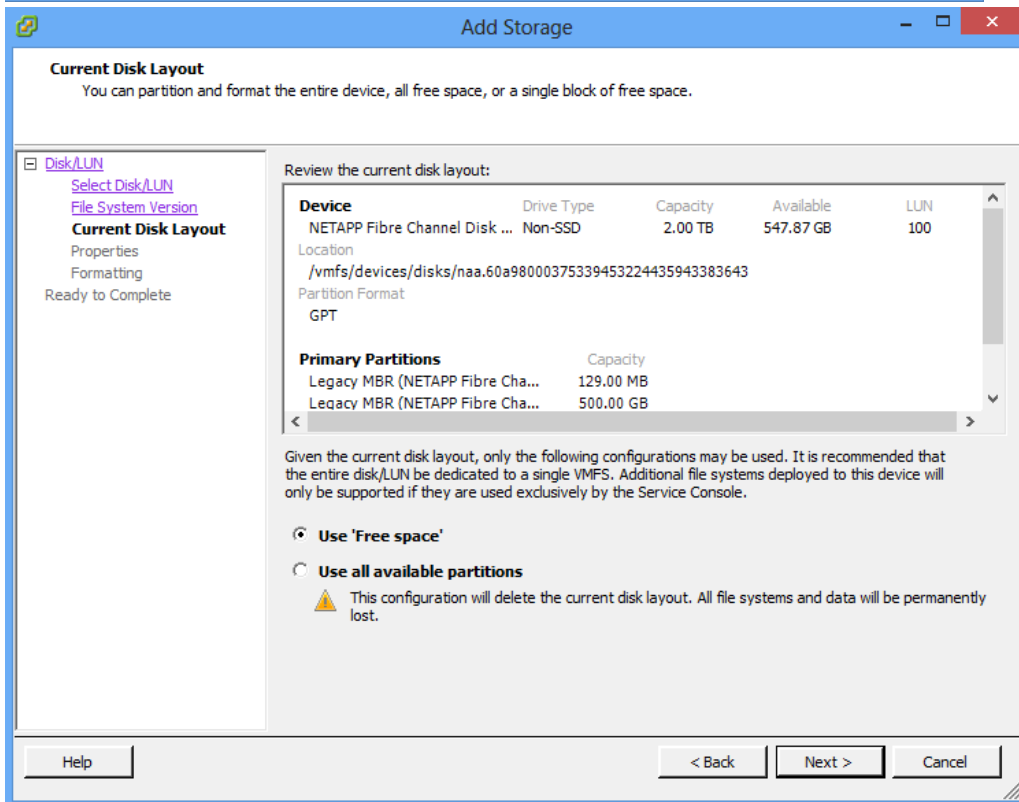 Add Storage
Current Disk Layout
You can partition and format the entire device, all free space, or a single block of free space.
Disk/LUN
Select Disk/LUN
File System Version
Current Disk Layout
Properties
Formatting
Ready to Complete
Review the current disk layout:
Device Drive Type Capacity Available LUN
NETAPP Fibre Channel Disk ... Non-SSD 2.00 TB 547.87 GB 100
Location
/vmfs/devices/disks/naa.60a98000375339453224435943383643
Partition Format
GPT
Primary Partitions Capacity
Legacy MBR (NETAPP Fibre Cha... 129.00 MB
Legacy MBR (NETAPP Fibre Cha... 500.00 GB
Given the current disk layout, only the following configurations may be used. It is recommended that
the entire disk/LUN be dedicated to a single VMFS. Additional file systems deployed to this device will
only be supported if they are used exclusively by the Service Console.
Use 'Free space'
Use all available partitions
This configuration will delete the current disk layout. All file systems and data will be permanently
lost.
Help < Back Next > Cancel